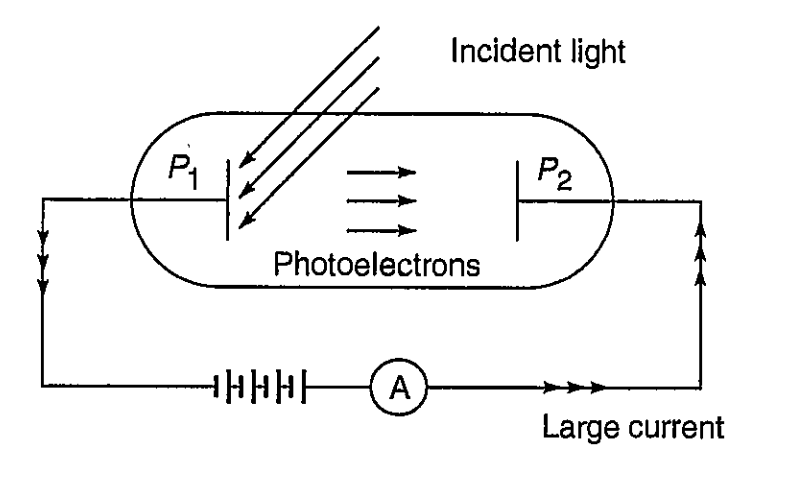 Incident light
P1
P2
Photoelectrons
A
Large current